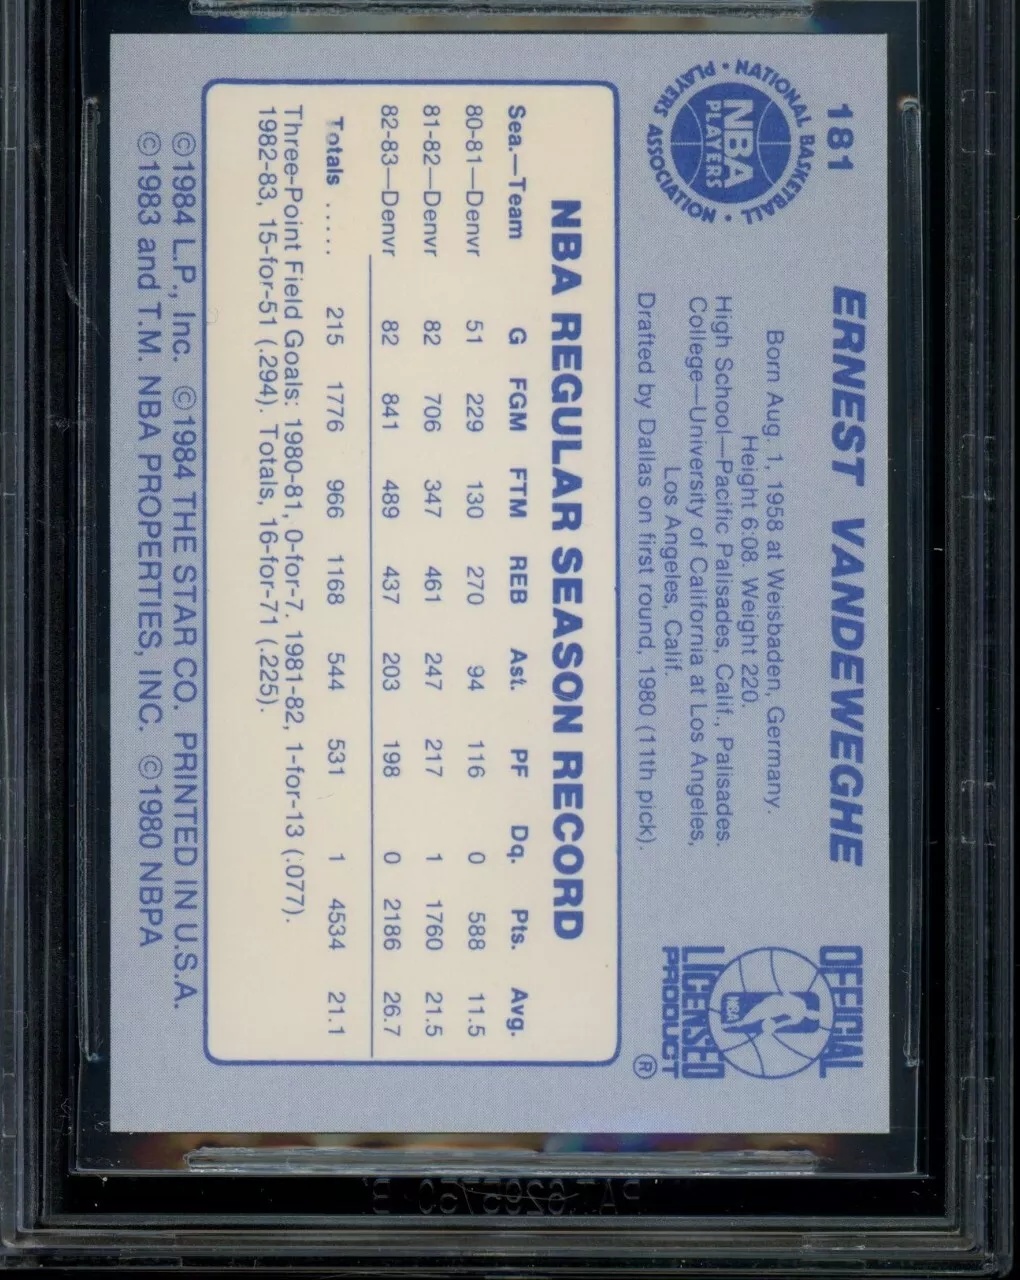 181
ERNEST VANDEWEGHE
NATIONAL BASKETBALL PLAYERS ASSOCIATION
NBA
PLAYERS
Born Aug. 1, 1958 at Weisbaden, Germany.
Height 6:08. Weight 220.
High School—Pacific Palisades, Calif., Palisades.
College—University of California at Los Angeles,
Los Angeles, Calif.
Drafted by Dallas on first round, 1980 (11th pick).
OFFICIAL
NBA
LICENSED
PRODUCT
®
NBA REGULAR SEASON RECORD
Sea.—Team G FGM FTM REB Ast. PF Dq. Pts. Avg.
80-81—Denvr 51 229 130 270 94 116 0 588 11.5
81-82—Denvr 82 706 347 461 247 217 1 1760 21.5
82-83—Denvr 82 841 489 437 203 198 0 2186 26.7
Totals ..... 215 1776 966 1168 544 531 1 4534 21.1
Three-Point Field Goals: 1980-81, 0-for-7. 1981-82, 1-for-13 (.077).
1982-83, 15-for-51 (.294). Totals, 16-for-71 (.225).
©1984 L.P., Inc. ©1984 THE STAR CO. PRINTED IN U.S.A.
©1983 and T.M. NBA PROPERTIES, INC. ©1980 NBPA